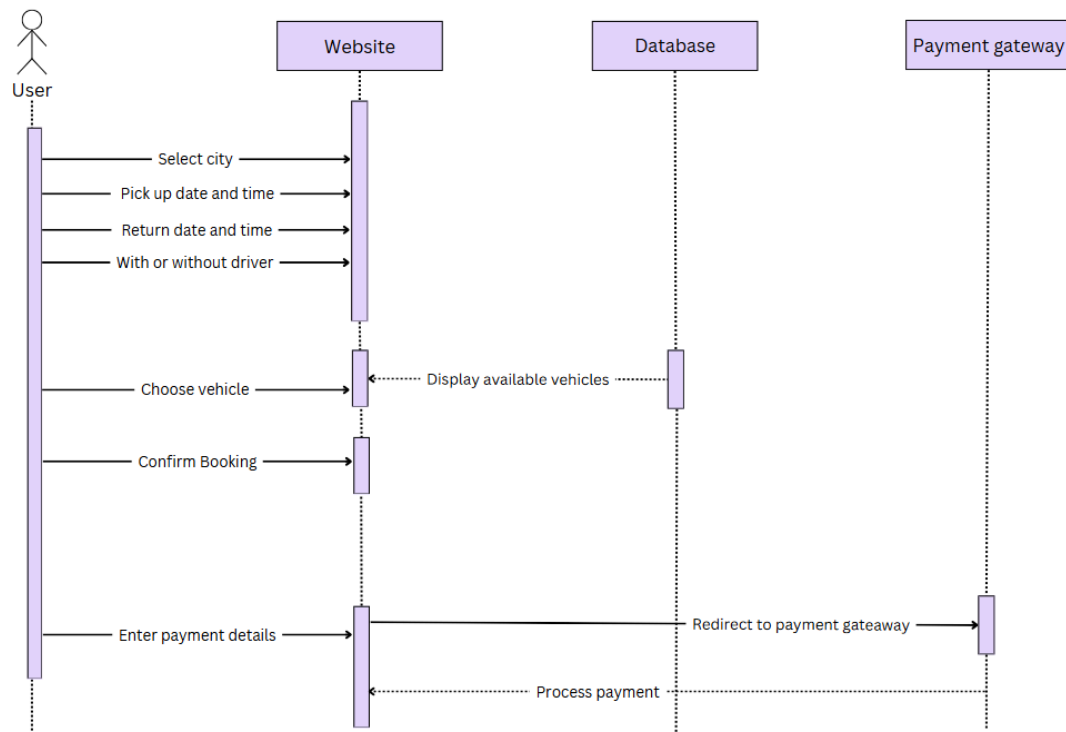 Website
Database
Payment gateway
User
Select city
Pick up date and time
Return date and time
With or without driver
Display available vehicles
Choose vehicle
Confirm Booking
Redirect to payment gateaway
Enter payment details
Process payment